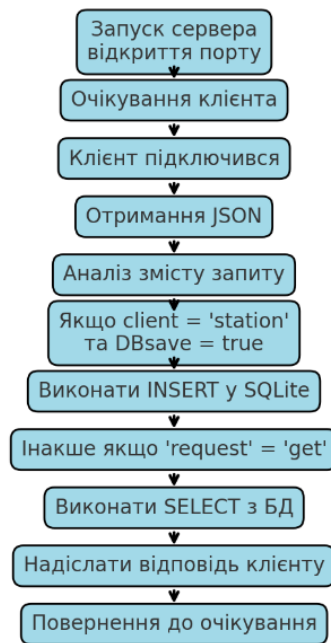 Запуск сервера
відкриття порту
Очікування клієнта
Клієнт підключився
Отримання JSON
Аналіз змісту запиту
Якщо client = 'station'
та DBsave = true
Виконати INSERT у SQLite
Інакше якщо 'request' = 'get'
Виконати SELECT з БД
Надіслати відповідь клієнту
Повернення до очікування